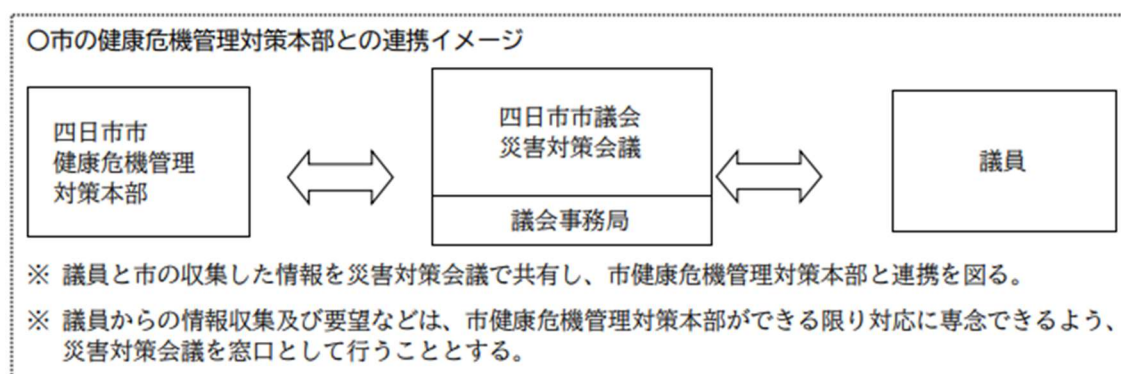 〇市の健康危機管理対策本部との連携イメージ
四日市市
健康危機管理
対策本部
四日市市議会
災害対策会議
議会事務局
議員
※ 議員と市の収集した情報を災害対策会議で共有し、市健康危機管理対策本部と連携を図る。
※ 議員からの情報収集及び要望などは、市健康危機管理対策本部ができる限り対応に専念できるよう、
災害対策会議を窓口として行うこととする。